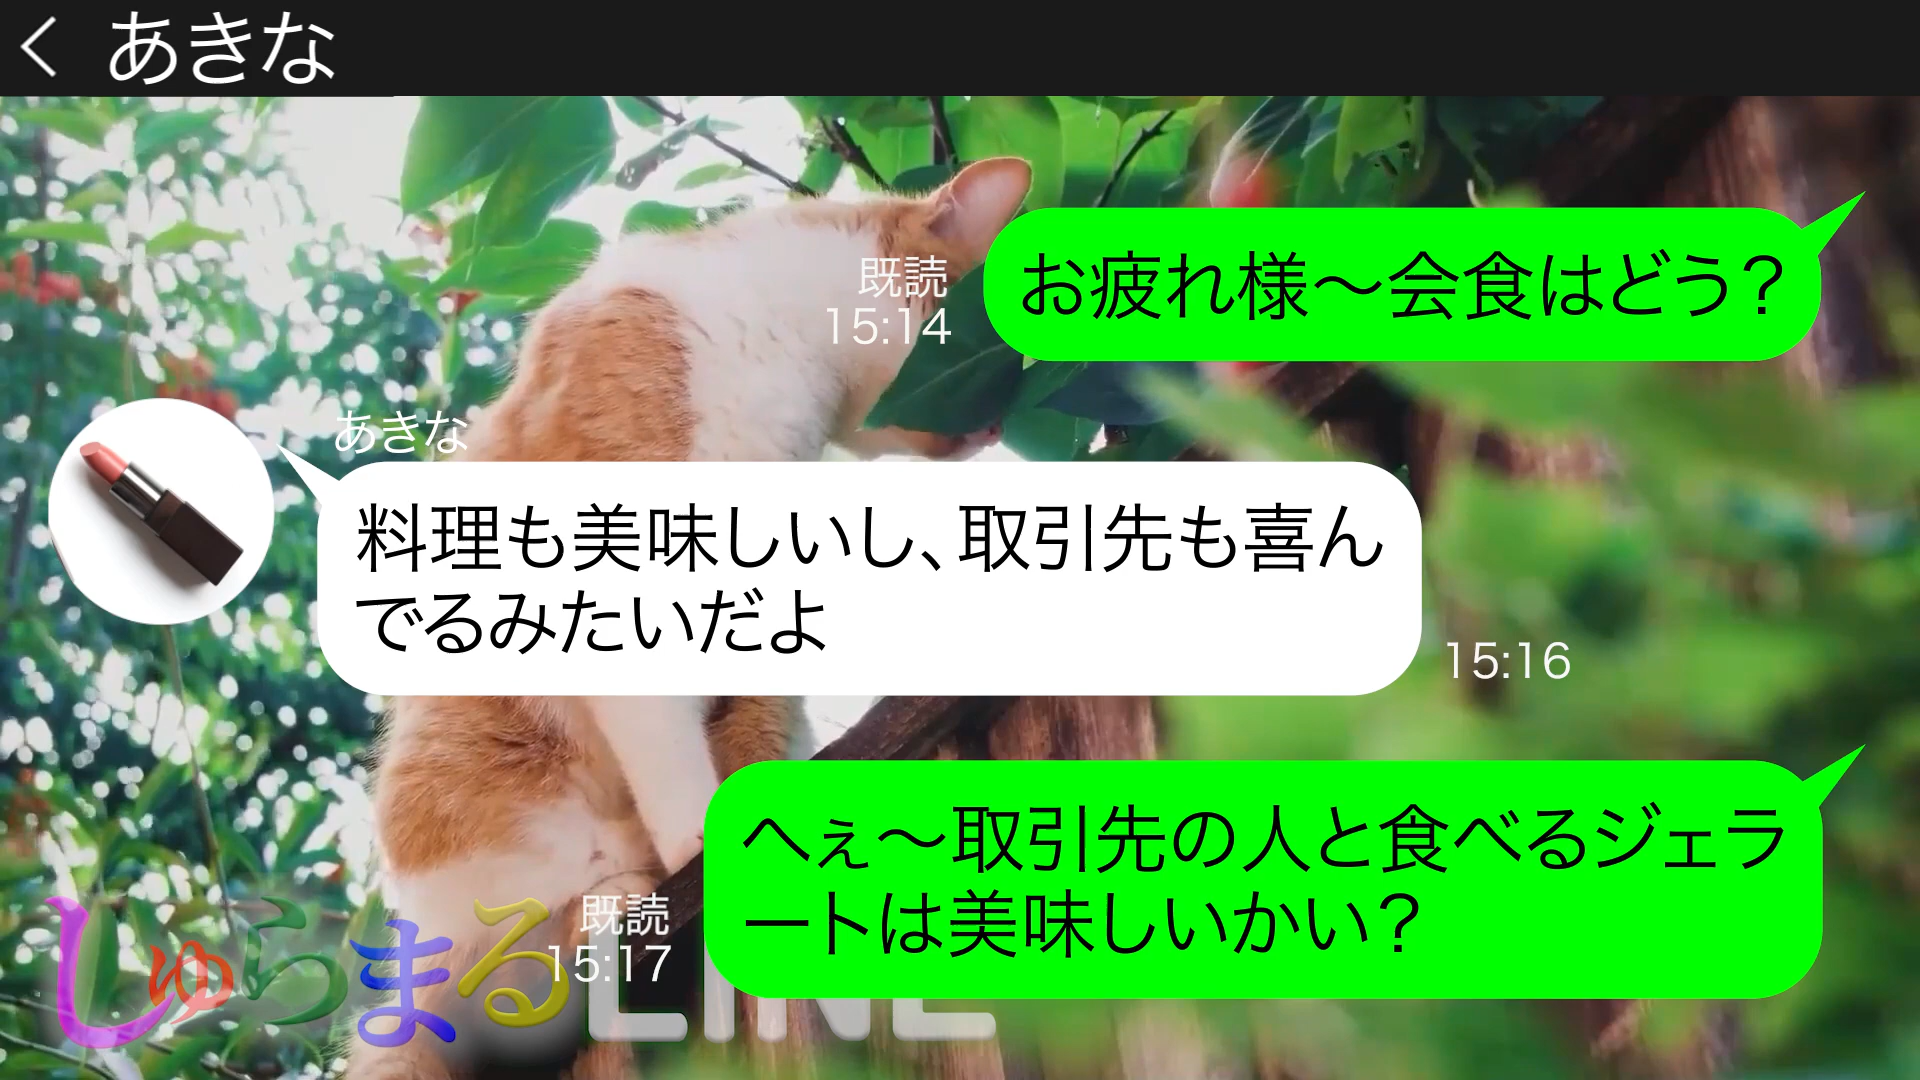 あきな
お疲れ様～会食はどう？
既読
15:14
あきな
料理も美味しいし、取引先も喜ん
でるみたいだよ
15:16
へぇ～取引先の人と食べるジェラ
ートは美味しいかい？
既読
15:17
しゅらまるLINE